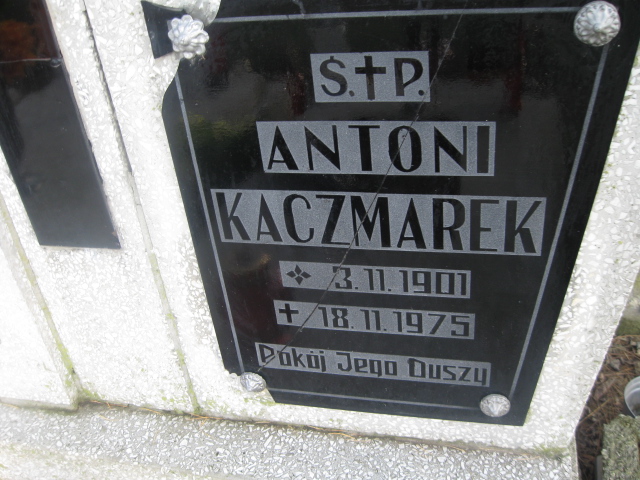 Ś.†P.
ANTONI
KACZMAREK
3.11.1901
† 18.11.1975
Pokój Jego Duszy